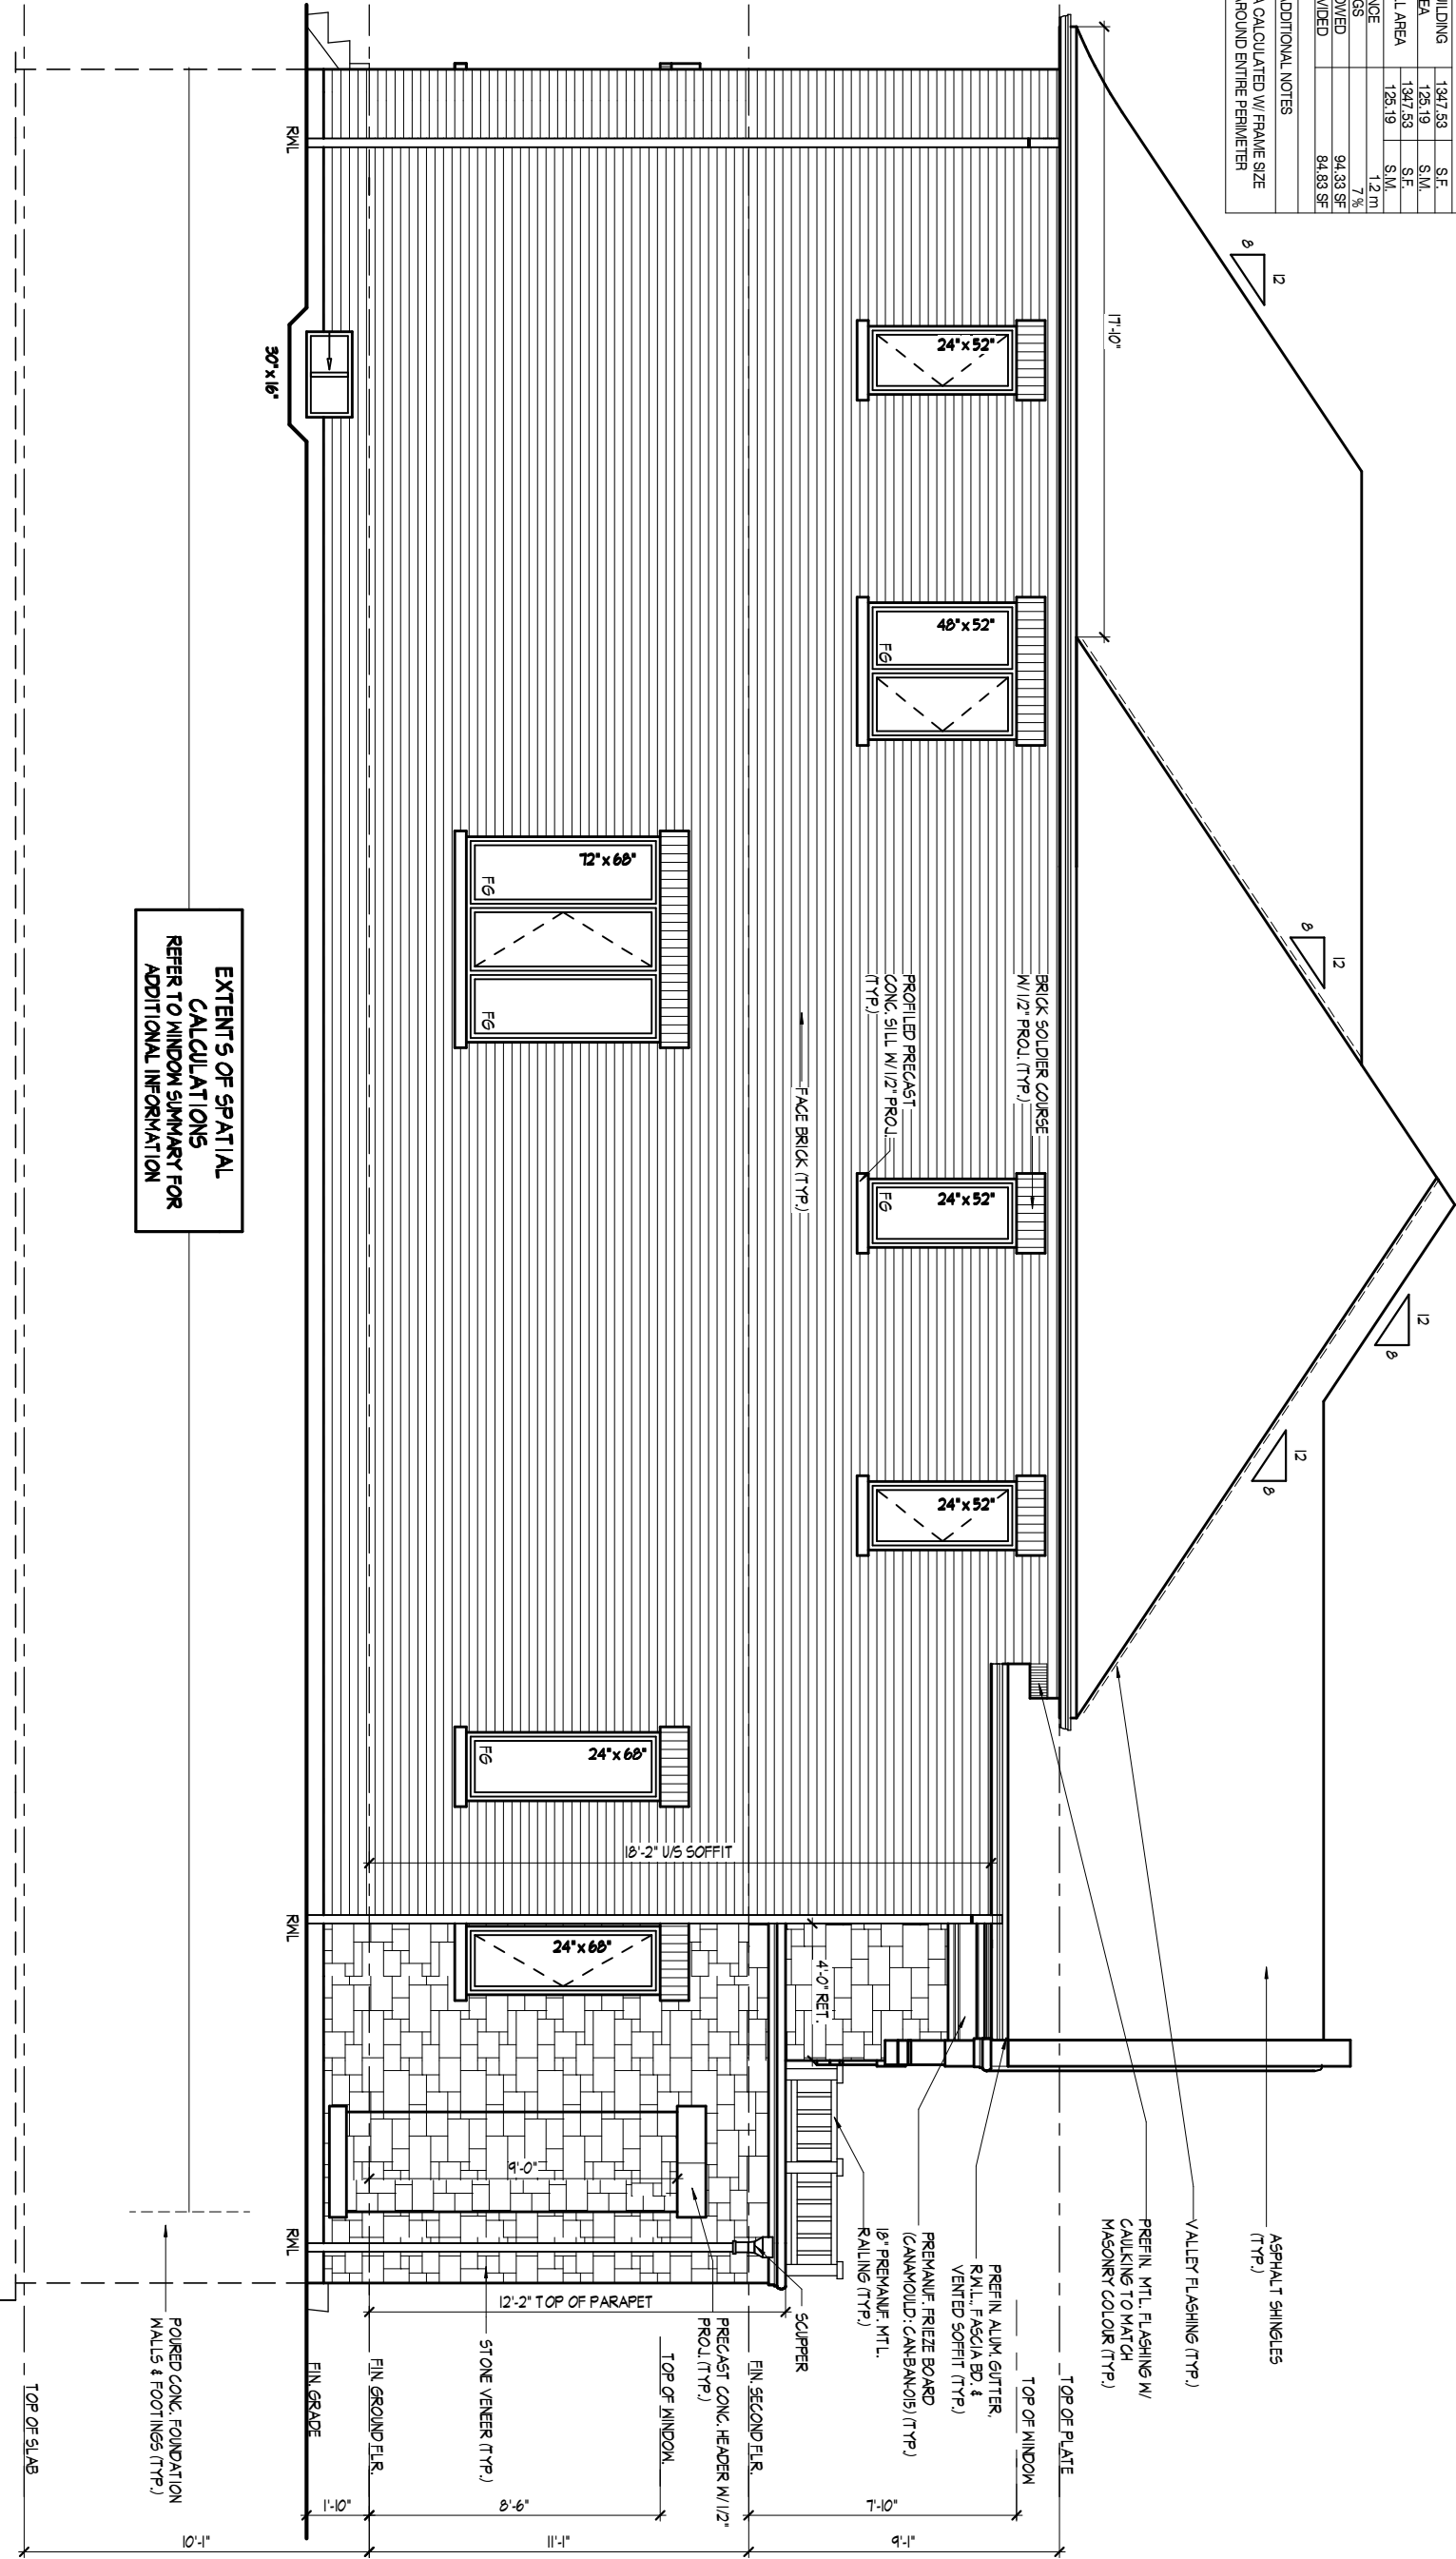 UILDING 1347.53 S.F.
EA 125.19 S.M.
L AREA 1347.53 S.F.
125.19 S.M.
NCE 1.2 m
GS 7 %
OWED 94.33 SF
VIDED 84.83 SF
ADDITIONAL NOTES
A CALCULATED W/ FRAME SIZE
AROUND ENTIRE PERIMETER
12
8
12
8
12
8
12
8
17'-10"
ASPHALT SHINGLES
(TYP.)
VALLEY FLASHING (TYP.)
PREFIN. MTL. FLASHING W/
CAULKING TO MATCH
MASONRY COLOUR (TYP.)
TOP OF PLATE
TOP OF WINDOW
PREFIN. ALUM. GUTTER,
R.W.L., FASCIA BD. &
VENTED SOFFIT (TYP.)
PREMANUF. FRIEZE BOARD
(CANAMOULD: CAN-BAN-015) (TYP.)
18" PREMANUF. MTL.
RAILING (TYP.)
SCUPPER
FIN. SECOND FLR.
PRECAST CONC. HEADER W/ 1/2"
PROJ. (TYP.)
TOP OF WINDOW
STONE VENEER (TYP.)
FIN. GROUND FLR.
FIN. GRADE
POURED CONC. FOUNDATION
WALLS & FOOTINGS (TYP.)
TOP OF SLAB
9'-1"
7'-10"
11'-1"
8'-6"
1'-10"
10'-1"
24"x52"
48"x52"
FG
24"x52"
FG
24"x52"
BRICK SOLDIER COURSE
W/ 1/2" PROJ. (TYP.)
PROFILED PRECAST
CONC. SILL W/ 1/2" PROJ.
(TYP.)
FACE BRICK (TYP.)
72"x68"
FG
FG
24"x68"
FG
24"x68"
18'-2" U/S SOFFIT
4'-0" RET.
9'-0"
12'-2" TOP OF PARAPET
30"x16"
RWL
RWL
RWL
EXTENTS OF SPATIAL
CALCULATIONS
REFER TO WINDOW SUMMARY FOR
ADDITIONAL INFORMATION